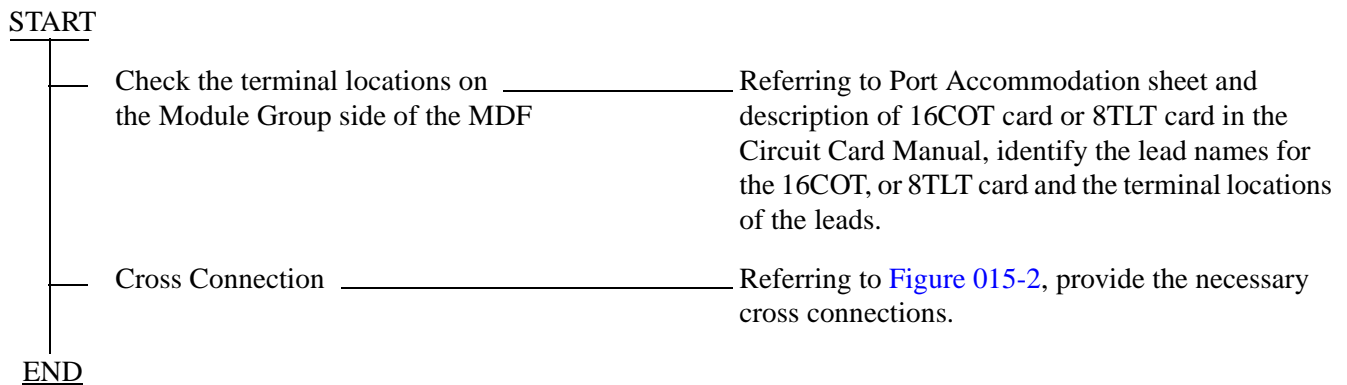 START
Check the terminal locations on
the Module Group side of the MDF
Referring to Port Accommodation sheet and
description of 16COT card or 8TLT card in the
Circuit Card Manual, identify the lead names for
the 16COT, or 8TLT card and the terminal locations
of the leads.
Cross Connection
Referring to Figure 015-2, provide the necessary
cross connections.
END